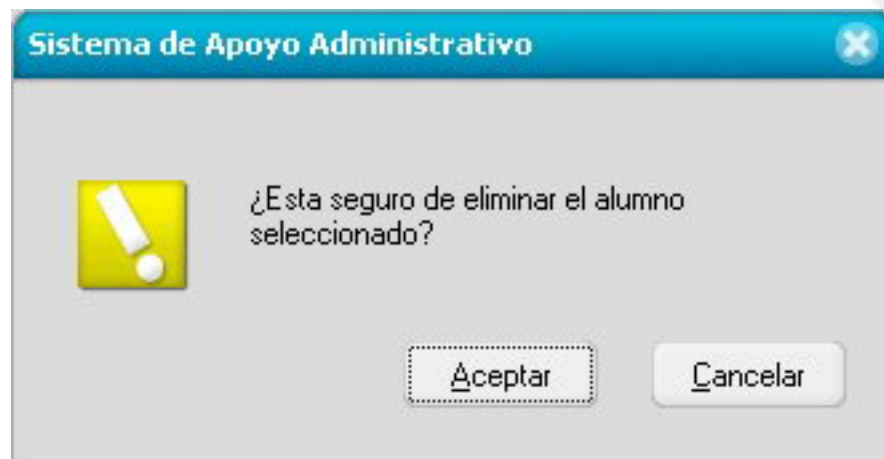 Sistema de Apoyo Administrativo
¿Esta seguro de eliminar el alumno
seleccionado?
Aceptar
Cancelar